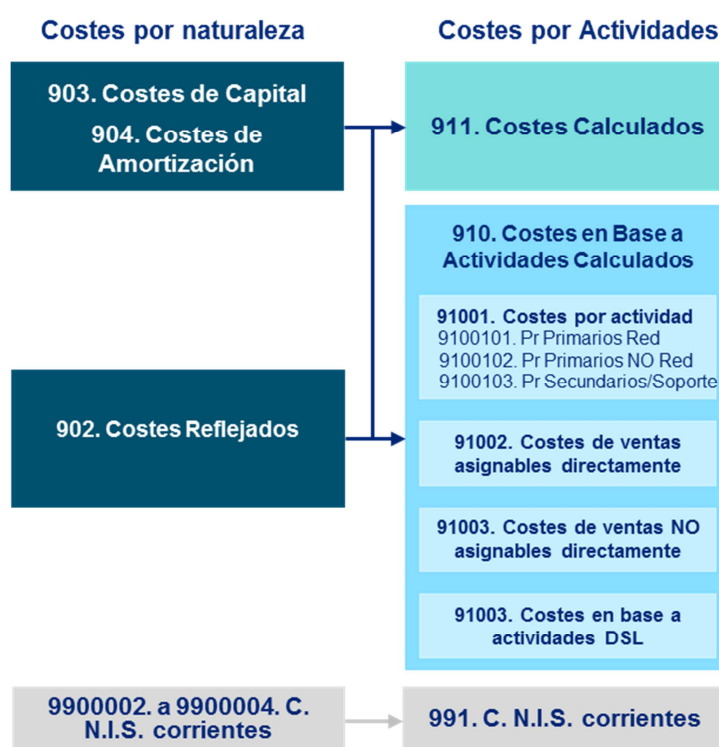 Costes por naturaleza
Costes por Actividades
903. Costes de Capital
904. Costes de
Amortización
911. Costes Calculados
910. Costes en Base a
Actividades Calculados
91001. Costes por actividad
9100101. Pr Primarios Red
9100102. Pr Primarios NO Red
9100103. Pr Secundarios/Soporte
902. Costes Reflejados
91002. Costes de ventas
asignables directamente
91003. Costes de ventas NO
asignables directamente
91003. Costes en base a
actividades DSL
9900002. a 9900004. C.
N.I.S. corrientes
991. C. N.I.S. corrientes